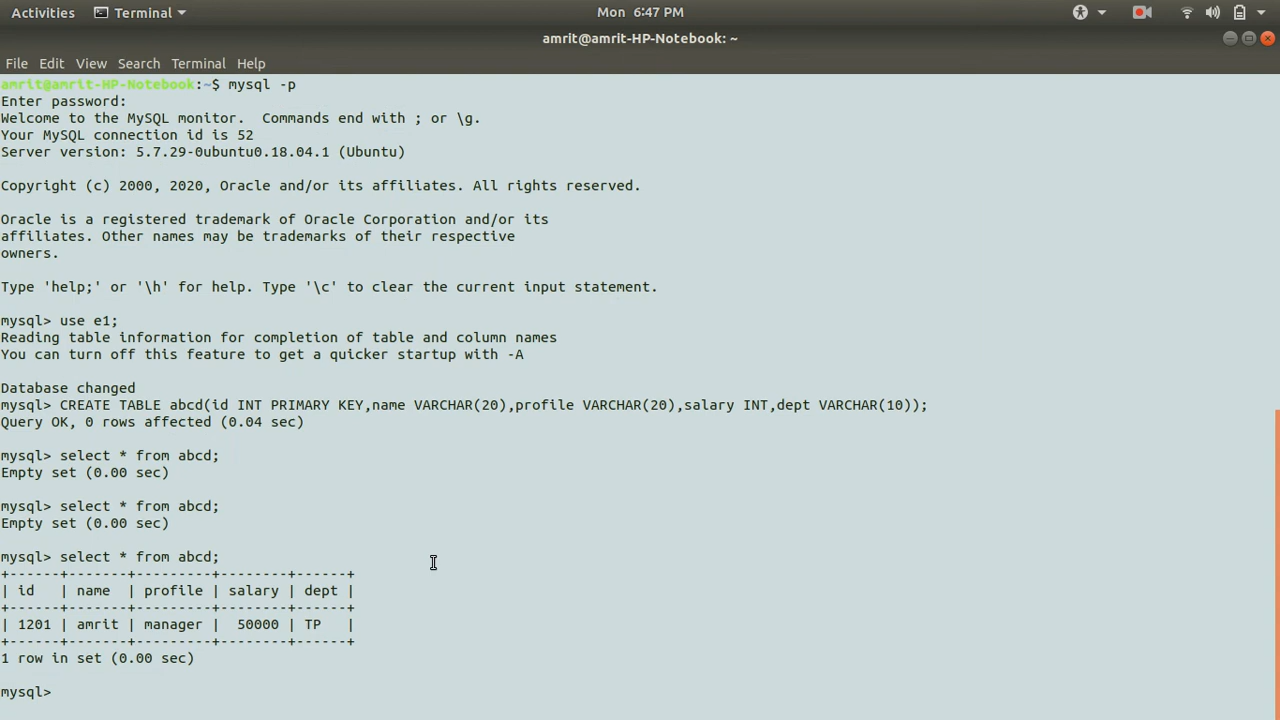 Activities Terminal Mon 6:47 PM
amrit@amrit-HP-Notebook: ~
File Edit View Search Terminal Help
amrit@amrit-HP-Notebook:~$ mysql -p
Enter password:
Welcome to the MySQL monitor.  Commands end with ; or \g.
Your MySQL connection id is 52
Server version: 5.7.29-0ubuntu0.18.04.1 (Ubuntu)
Copyright (c) 2000, 2020, Oracle and/or its affiliates. All rights reserved.
Oracle is a registered trademark of Oracle Corporation and/or its
affiliates. Other names may be trademarks of their respective
owners.
Type 'help;' or '\h' for help. Type '\c' to clear the current input statement.
mysql> use e1;
Reading table information for completion of table and column names
You can turn off this feature to get a quicker startup with -A
Database changed
mysql> CREATE TABLE abcd(id INT PRIMARY KEY,name VARCHAR(20),profile VARCHAR(20),salary INT,dept VARCHAR(10));
Query OK, 0 rows affected (0.04 sec)
mysql> select * from abcd;
Empty set (0.00 sec)
mysql> select * from abcd;
Empty set (0.00 sec)
mysql> select * from abcd;
+------+-------+---------+--------+------+
| id   | name  | profile | salary | dept |
+------+-------+---------+--------+------+
| 1201 | amrit | manager |  50000 | TP   |
+------+-------+---------+--------+------+
1 row in set (0.00 sec)
mysql>